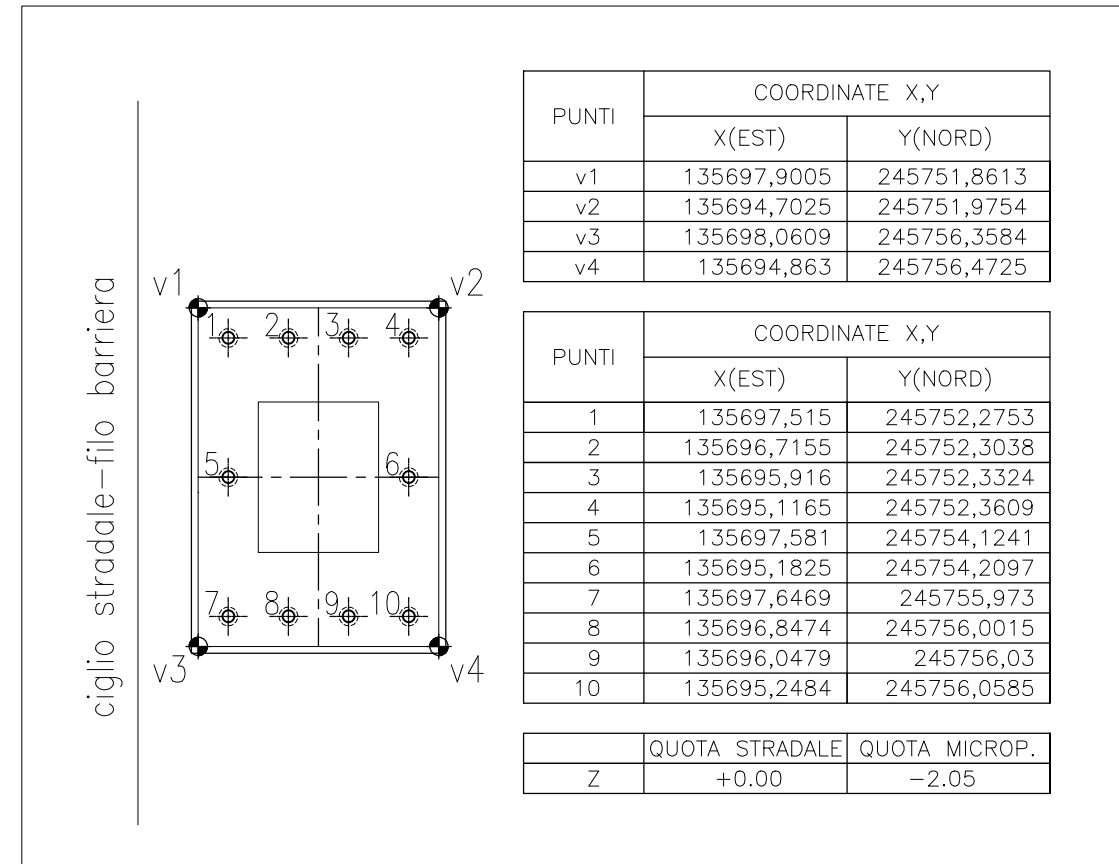 ciglio stradale-filo barriera
v1 v2
1 2 3 4
5 6
7 8 9 10
v3 v4
PUNTI COORDINATE X,Y
X(EST) Y(NORD)
v1 135697,9005 245751,8613
v2 135694,7025 245751,9754
v3 135698,0609 245756,3584
v4 135694,863 245756,4725
PUNTI COORDINATE X,Y
X(EST) Y(NORD)
1 135697,515 245752,2753
2 135696,7155 245752,3038
3 135695,916 245752,3324
4 135695,1165 245752,3609
5 135697,581 245754,1241
6 135695,1825 245754,2097
7 135697,6469 245755,973
8 135696,8474 245756,0015
9 135696,0479 245756,03
10 135695,2484 245756,0585
QUOTA STRADALE QUOTA MICROP.
Z +0.00 -2.05